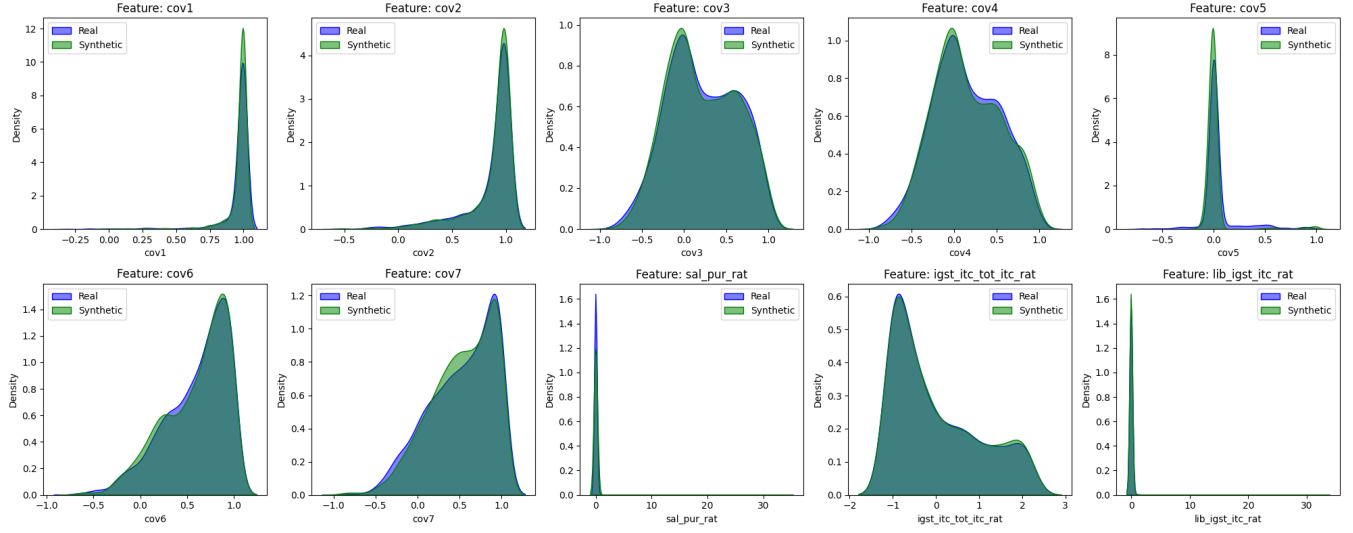 Feature: cov1
Real
Synthetic
Density
12
10
8
6
4
2
0
−0.25 0.00 0.25 0.50 0.75 1.00
cov1
Feature: cov2
Real
Synthetic
Density
4
3
2
1
0
−0.5 0.0 0.5 1.0
cov2
Feature: cov3
Real
Synthetic
Density
1.0
0.8
0.6
0.4
0.2
0.0
−1.0 −0.5 0.0 0.5 1.0
cov3
Feature: cov4
Real
Synthetic
Density
1.0
0.8
0.6
0.4
0.2
0.0
−1.0 −0.5 0.0 0.5 1.0
cov4
Feature: cov5
Real
Synthetic
Density
8
6
4
2
0
−0.5 0.0 0.5 1.0
cov5
Feature: cov6
Real
Synthetic
Density
1.4
1.2
1.0
0.8
0.6
0.4
0.2
0.0
−1.0 −0.5 0.0 0.5 1.0
cov6
Feature: cov7
Real
Synthetic
Density
1.2
1.0
0.8
0.6
0.4
0.2
0.0
−1.0 −0.5 0.0 0.5 1.0
cov7
Feature: sal_pur_rat
Real
Synthetic
Density
1.6
1.4
1.2
1.0
0.8
0.6
0.4
0.2
0.0
0 10 20 30
sal_pur_rat
Feature: igst_itc_tot_itc_rat
Real
Synthetic
Density
0.6
0.5
0.4
0.3
0.2
0.1
0.0
−2 −1 0 1 2 3
igst_itc_tot_itc_rat
Feature: lib_igst_itc_rat
Real
Synthetic
Density
1.6
1.4
1.2
1.0
0.8
0.6
0.4
0.2
0.0
0 10 20 30
lib_igst_itc_rat